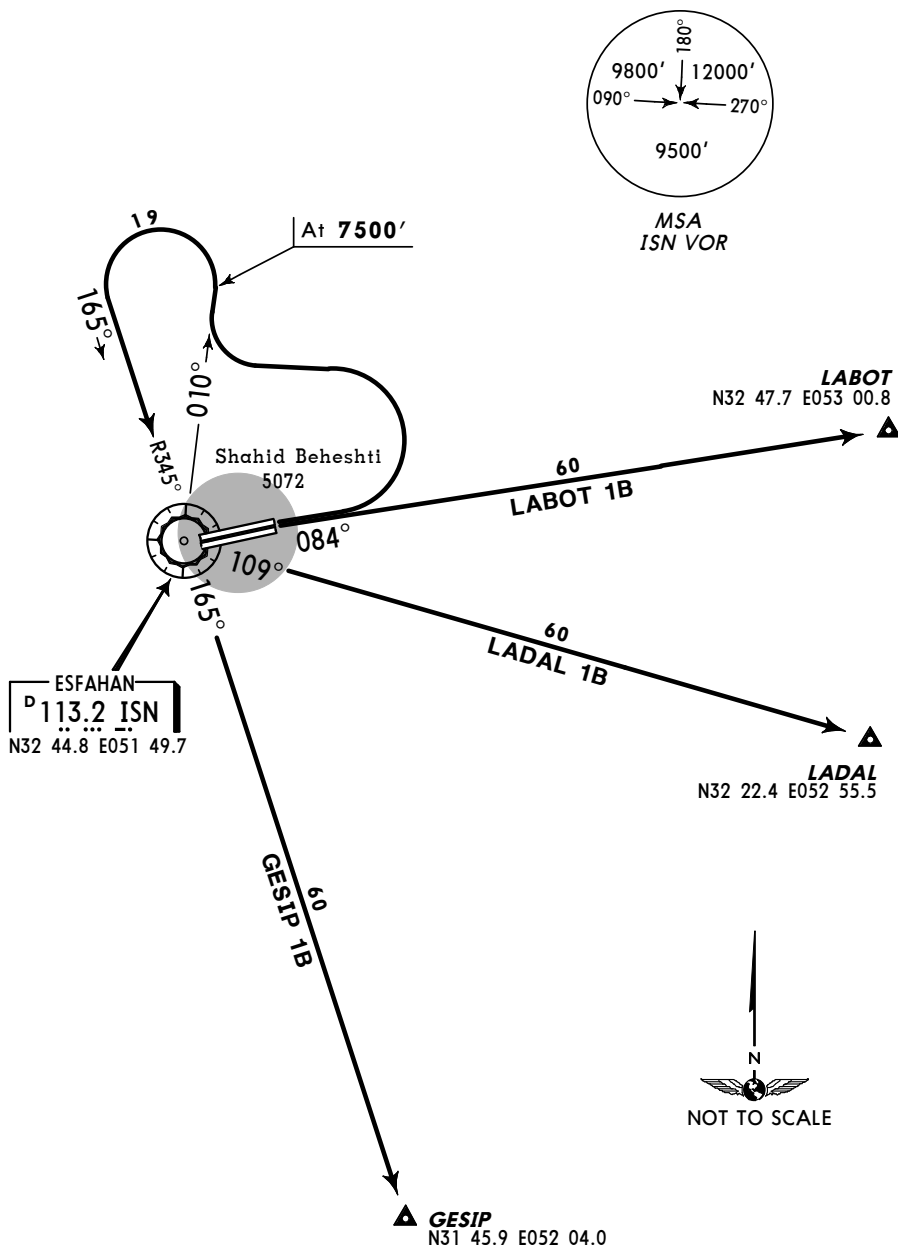 180°
9800' 12000'
090° 270°
9500'
MSA
ISN VOR
19
At 7500'
165°
010°
R345°
Shahid Beheshti
5072
LABOT
N32 47.7 E053 00.8
60
LABOT 1B
084°
109°
165°
60
LADAL 1B
ESFAHAN
D 113.2 ISN
N32 44.8 E051 49.7
LADAL
N32 22.4 E052 55.5
60
GESIP 1B
N
NOT TO SCALE
GESIP
N31 45.9 E052 04.0